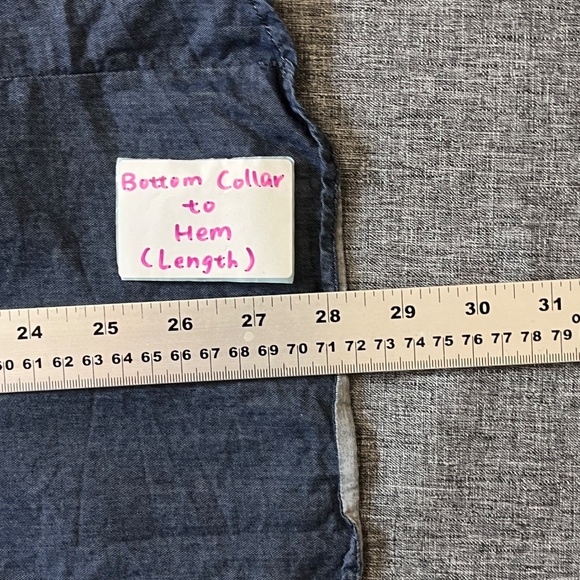 Bottom Collar
to
Hem
(Length)
24 25 26 27 28 29 30 31
61 62 63 64 65 66 67 68 69 70 71 72 73 74 75 76 77 78 79